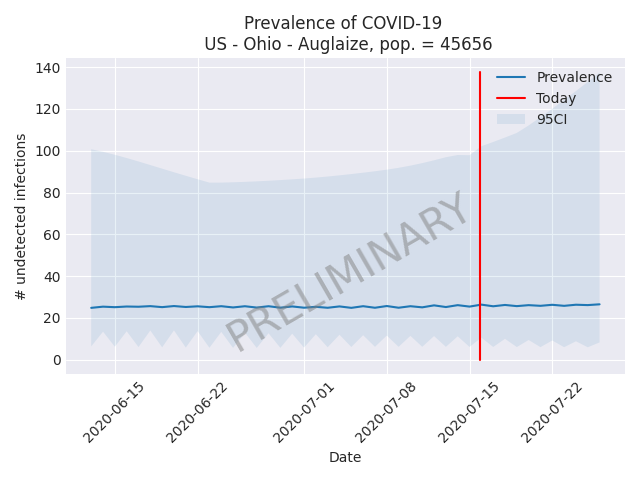 Prevalence of COVID-19
US - Ohio - Auglaize, pop. = 45656
140
120
100
80
60
40
20
0
# undetected infections
Prevalence
Today
95CI
PRELIMINARY
2020-06-15
2020-06-22
2020-07-01
2020-07-08
2020-07-15
2020-07-22
Date